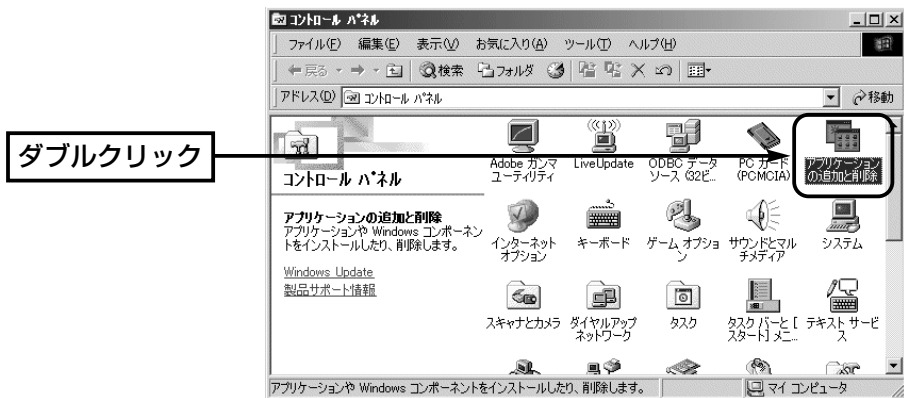 コントロール パネル
ファイル(F) 編集(E) 表示(V) お気に入り(A) ツール(T) ヘルプ(H)
戻る 検索 フォルダ
アドレス(D) コントロール パネル 移動
ダブルクリック
コントロール パネル
アプリケーションの追加と削除
アプリケーションや Windows コンポーネン
トをインストールしたり、削除します。
Windows Update
製品サポート情報
Adobe ガンマ
ユーティリティ
LiveUpdate
ODBC データ
ソース (32ビ...
PC カード
(PCMCIA)
アプリケーション
の追加と削除
インターネット
オプション
キーボード
ゲーム オプショ
ン
サウンドとマル
チメディア
システム
スキャナとカメラ
ダイヤルアップ
ネットワーク
タスク
タスク バーと [
スタート] メニ...
テキスト サービ
ス
アプリケーションや Windows コンポーネントをインストールしたり、削除します。
マイ コンピュータ